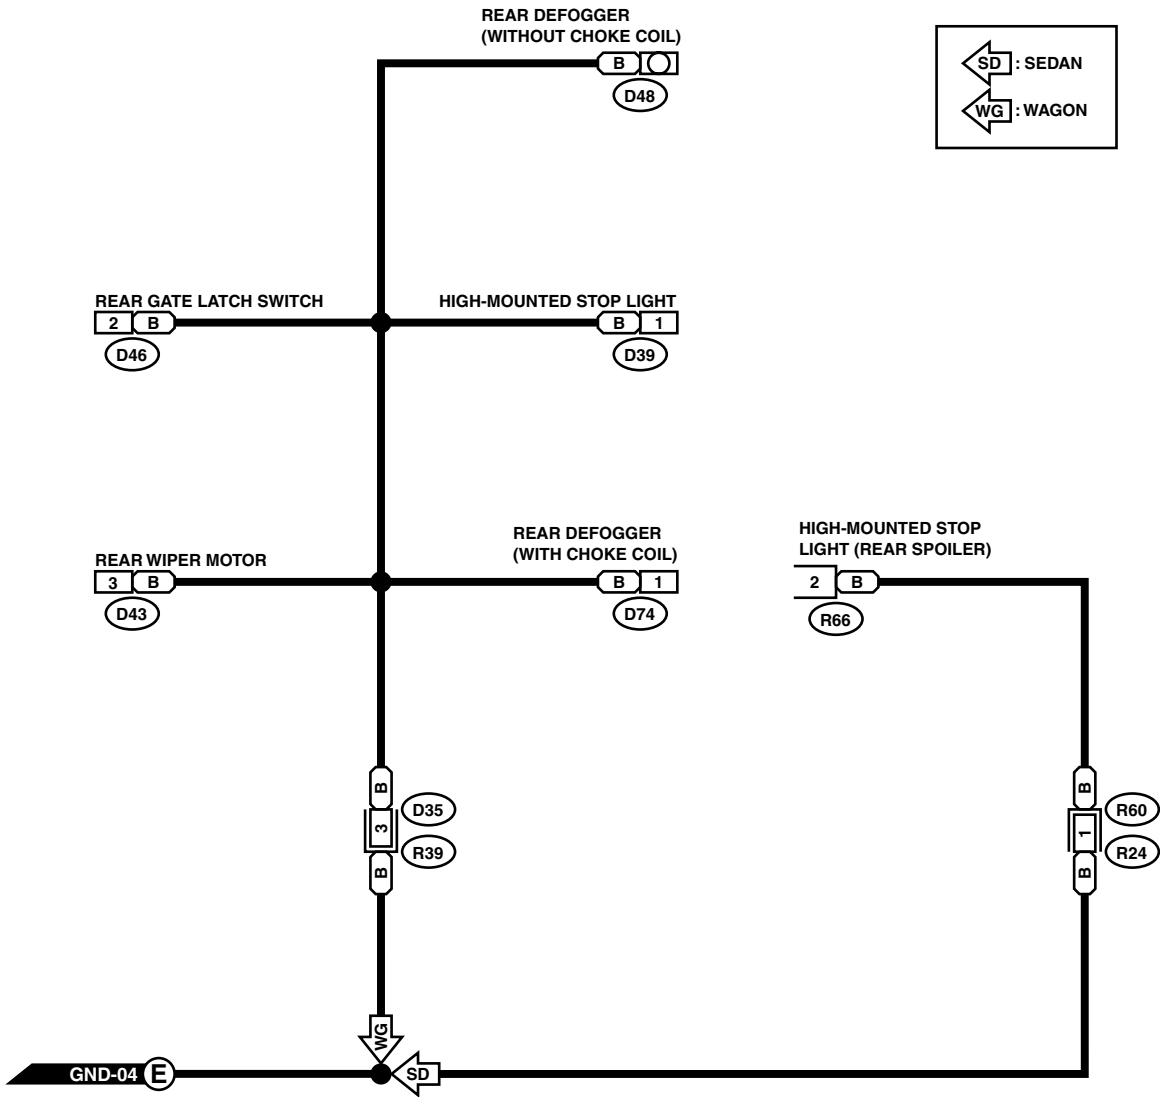 REAR DEFOGGER
(WITHOUT CHOKE COIL)
B
D48
SD : SEDAN
WG : WAGON
REAR GATE LATCH SWITCH
2 B
D46
HIGH-MOUNTED STOP LIGHT
B 1
D39
REAR WIPER MOTOR
3 B
D43
REAR DEFOGGER
(WITH CHOKE COIL)
B 1
D74
HIGH-MOUNTED STOP
LIGHT (REAR SPOILER)
2 B
R66
B
D35
3
R39
B
B
R60
1
R24
B
WG
GND-04 E
SD